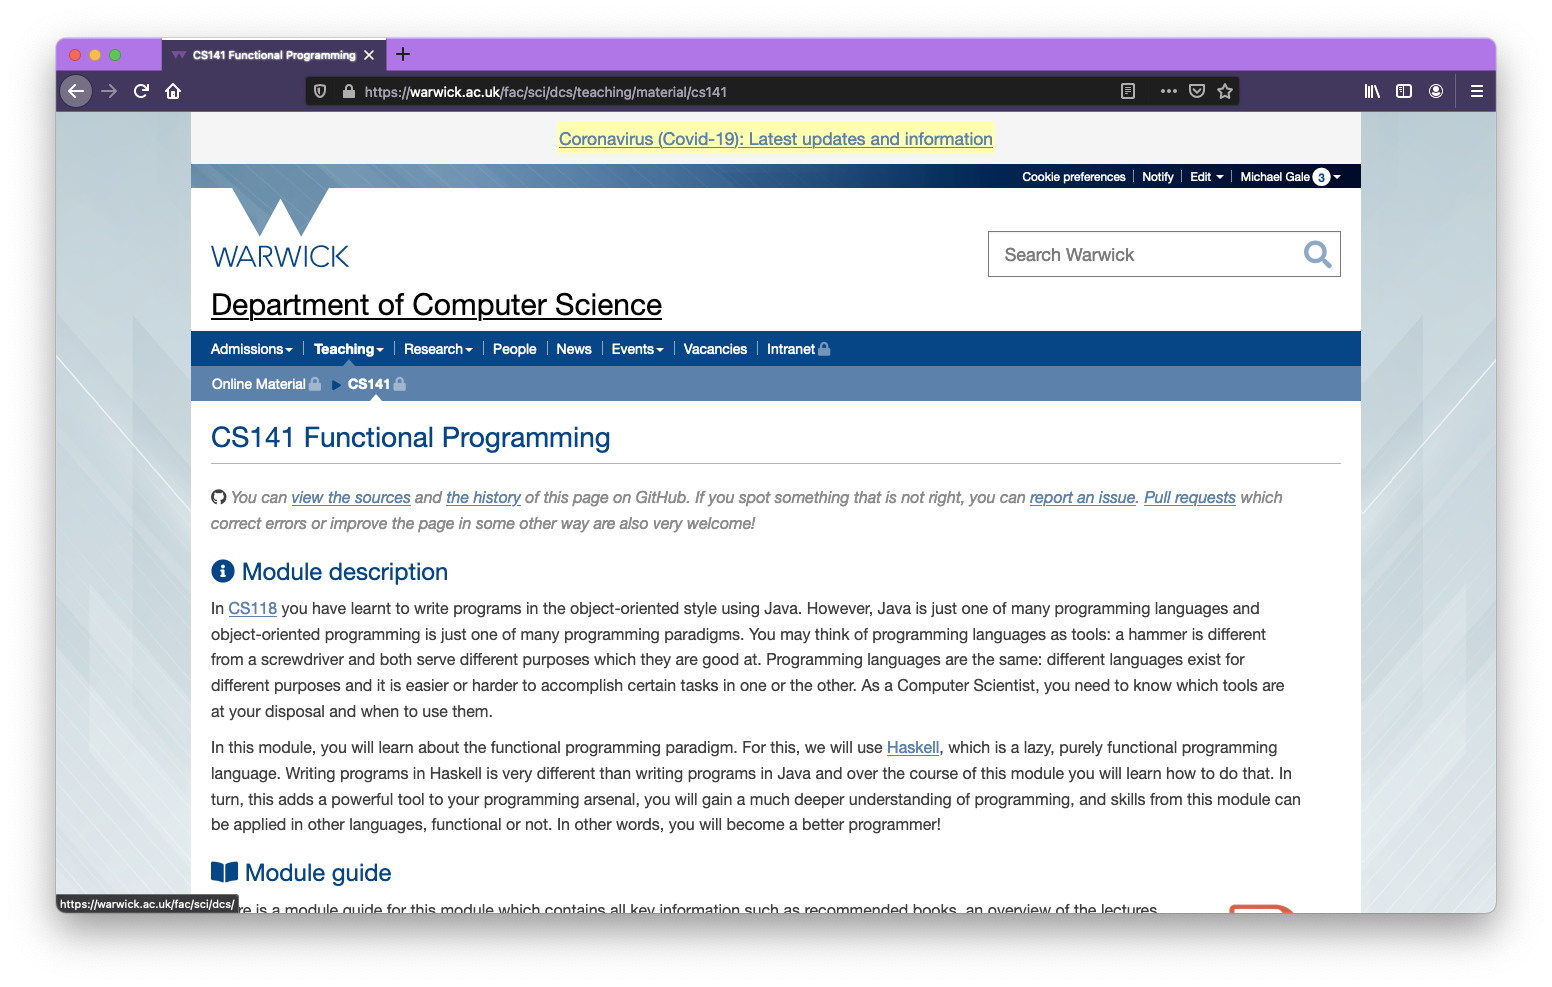 CS141 Functional Programming
https://warwick.ac.uk/fac/sci/dcs/teaching/material/cs141
Coronavirus (Covid-19): Latest updates and information
Cookie preferences Notify Edit Michael Gale 3
WARWICK
Search Warwick
Department of Computer Science
Admissions Teaching Research People News Events Vacancies Intranet
Online Material CS141
CS141 Functional Programming
You can view the sources and the history of this page on GitHub. If you spot something that is not right, you can report an issue. Pull requests which
correct errors or improve the page in some other way are also very welcome!
Module description
In CS118 you have learnt to write programs in the object-oriented style using Java. However, Java is just one of many programming languages and
object-oriented programming is just one of many programming paradigms. You may think of programming languages as tools: a hammer is different
from a screwdriver and both serve different purposes which they are good at. Programming languages are the same: different languages exist for
different purposes and it is easier or harder to accomplish certain tasks in one or the other. As a Computer Scientist, you need to know which tools are
at your disposal and when to use them.
In this module, you will learn about the functional programming paradigm. For this, we will use Haskell, which is a lazy, purely functional programming
language. Writing programs in Haskell is very different than writing programs in Java and over the course of this module you will learn how to do that. In
turn, this adds a powerful tool to your programming arsenal, you will gain a much deeper understanding of programming, and skills from this module can
be applied in other languages, functional or not. In other words, you will become a better programmer!
Module guide
is a module guide for this module which contains all key information such as recommended books, an overview of the lectures
https://warwick.ac.uk/fac/sci/dcs/